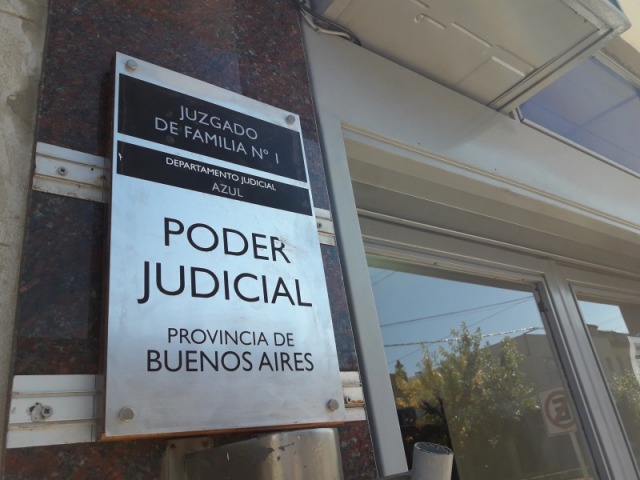 JUZGADO
DE FAMILIA Nº 1
DEPARTAMENTO JUDICIAL
AZUL
PODER
JUDICIAL
PROVINCIA DE
BUENOS AIRES